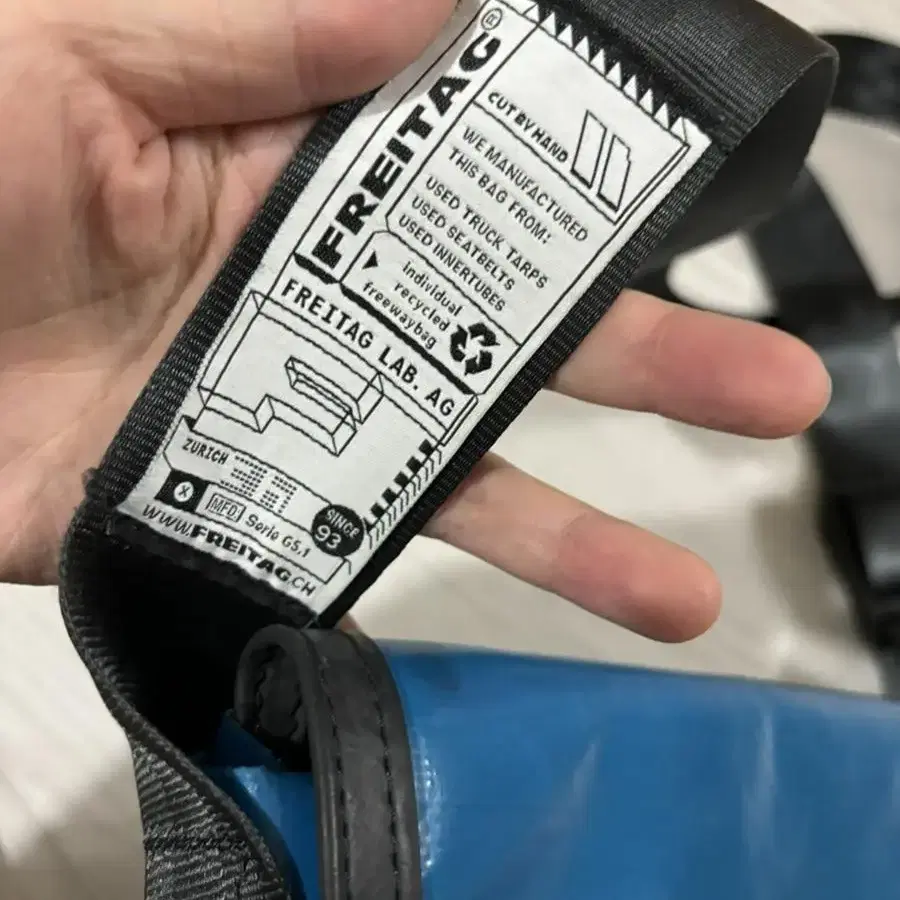 FREITAG®
CUT BY HAND
WE MANUFACTURED
THIS BAG FROM:
USED TRUCK TARPS
USED SEATBELTS
USED INNERTUBES
individual
recycled
freewaybag
FREITAG LAB. AG
ZURICH
MFD. Serie G5.1
SINCE
93
WWW.FREITAG.CH